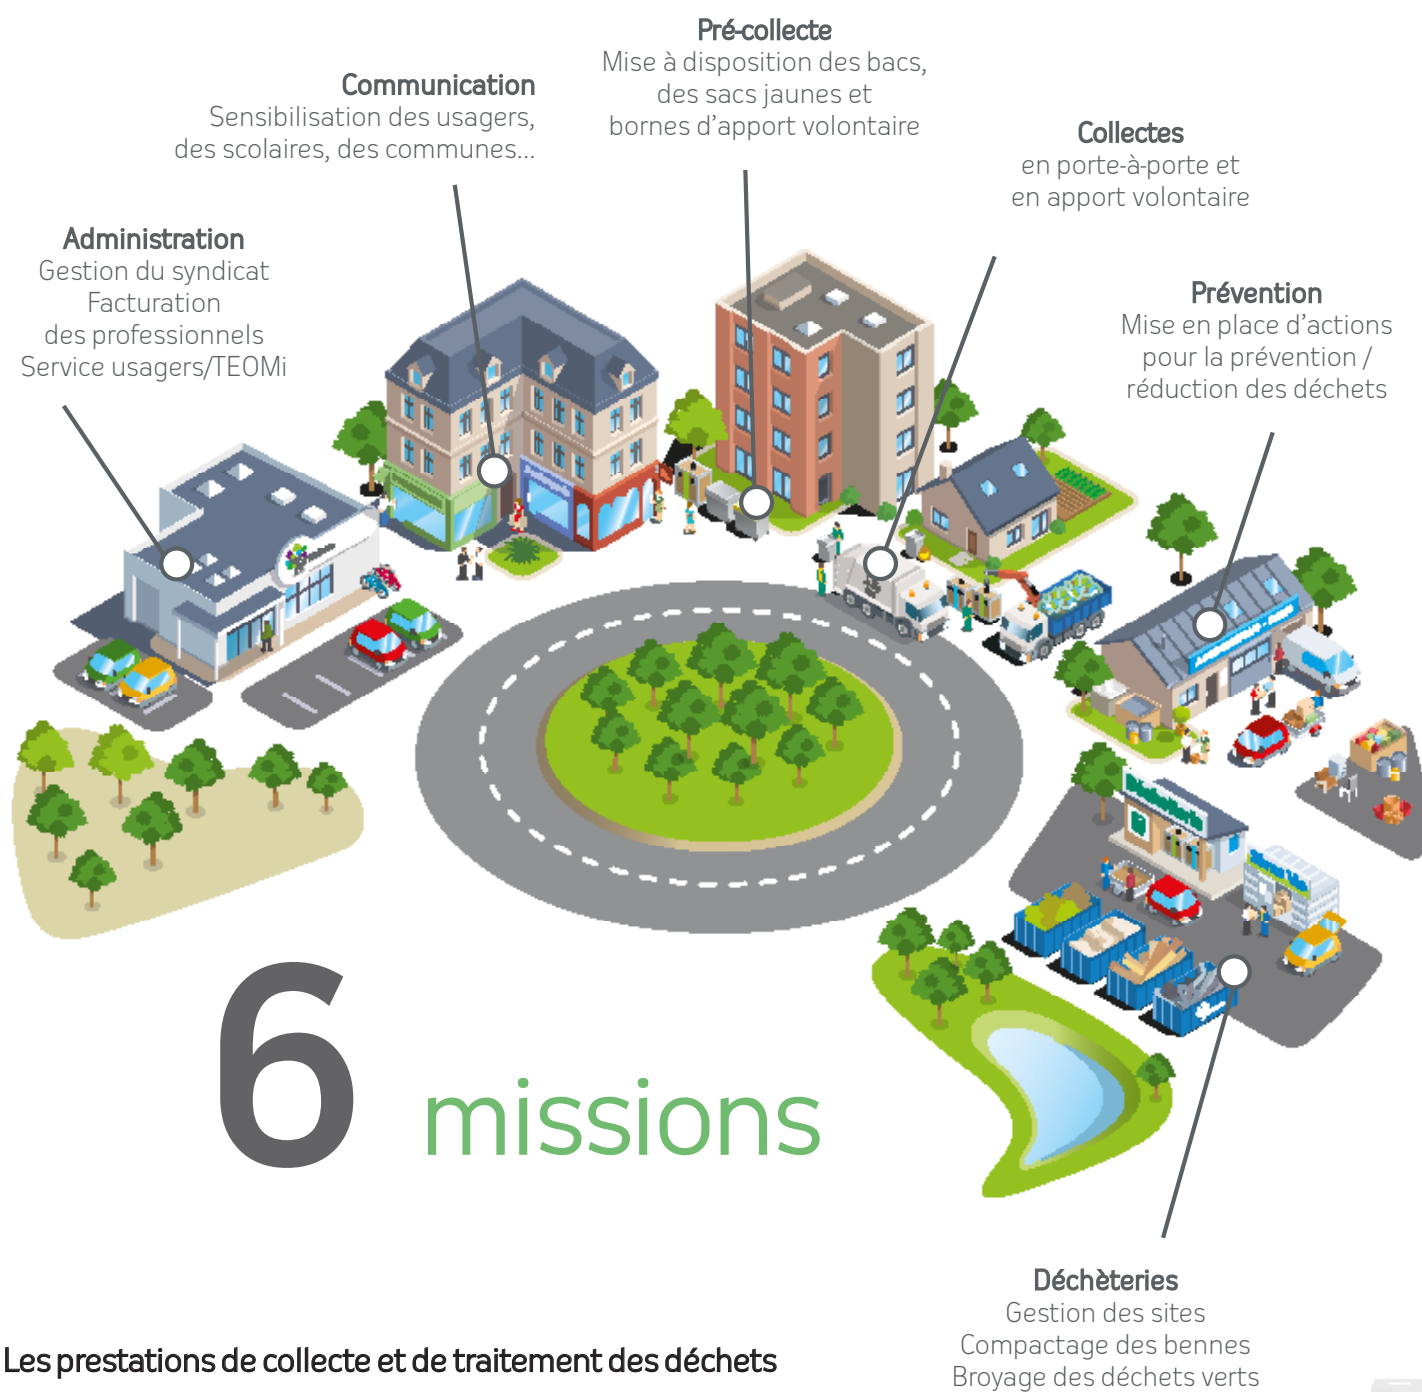 Pré-collecte
Mise à disposition des bacs,
des sacs jaunes et
bornes d’apport volontaire
Communication
Sensibilisation des usagers,
des scolaires, des communes...
Collectes
en porte-à-porte et
en apport volontaire
Administration
Gestion du syndicat
Facturation
des professionnels
Service usagers/TEOMi
Prévention
Mise en place d’actions
pour la prévention /
réduction des déchets
6 missions
Déchèteries
Gestion des sites
Compactage des bennes
Broyage des déchets verts
Les prestations de collecte et de traitement des déchets